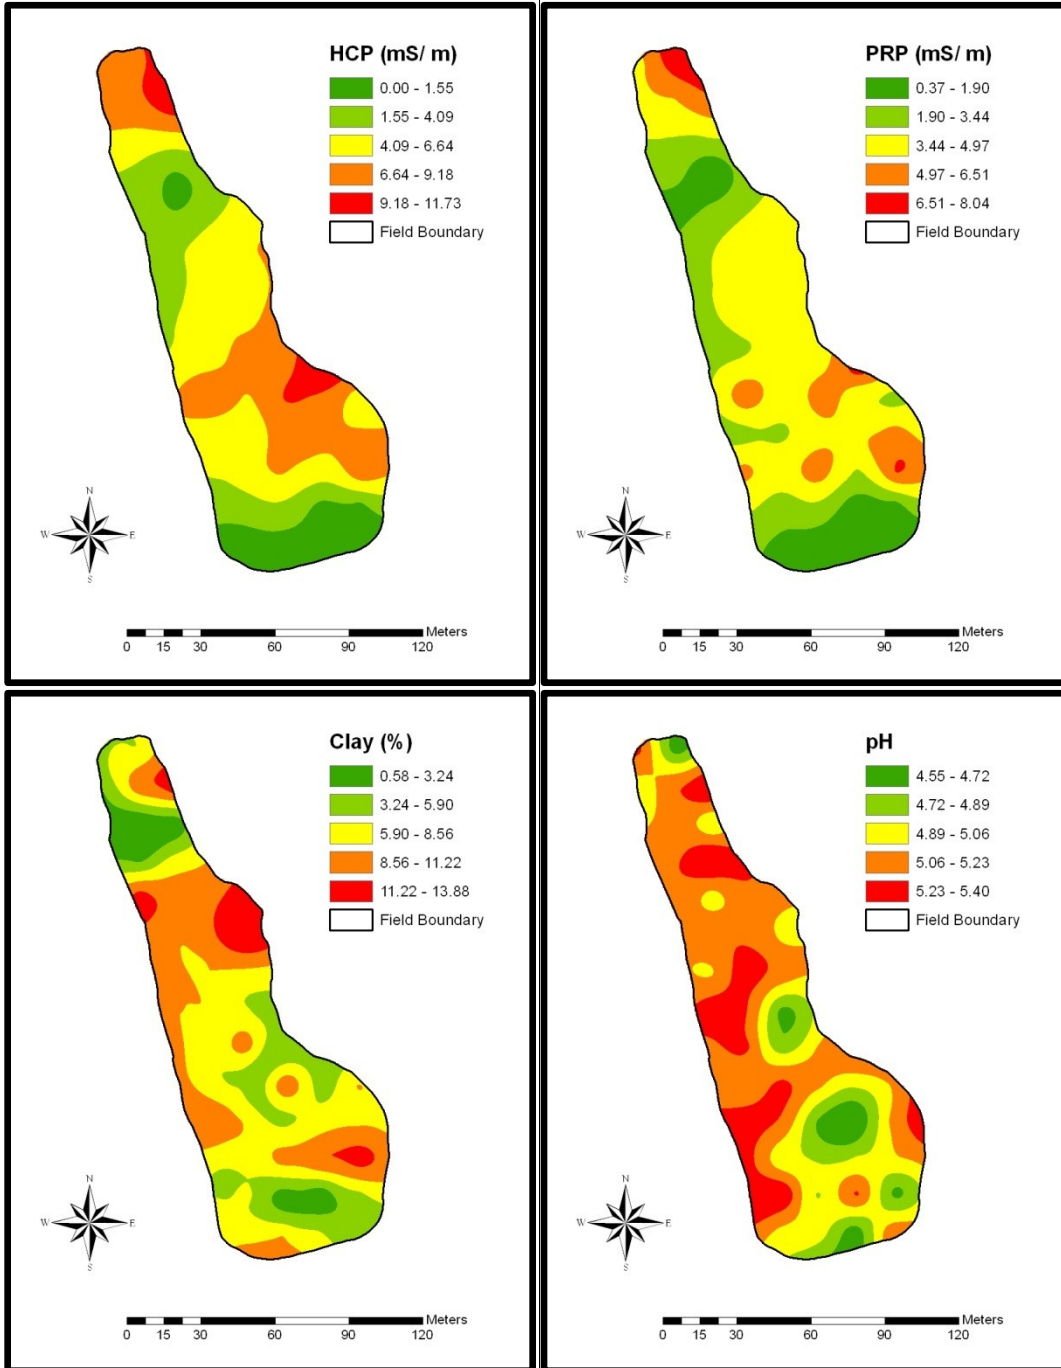 HCP (mS/ m)
0.00 - 1.55
1.55 - 4.09
4.09 - 6.64
6.64 - 9.18
9.18 - 11.73
Field Boundary
N
W E
S
Meters
0 15 30 60 90 120
PRP (mS/ m)
0.37 - 1.90
1.90 - 3.44
3.44 - 4.97
4.97 - 6.51
6.51 - 8.04
Field Boundary
N
W E
S
Meters
0 15 30 60 90 120
Clay (%)
0.58 - 3.24
3.24 - 5.90
5.90 - 8.56
8.56 - 11.22
11.22 - 13.88
Field Boundary
N
W E
S
Meters
0 15 30 60 90 120
pH
4.55 - 4.72
4.72 - 4.89
4.89 - 5.06
5.06 - 5.23
5.23 - 5.40
Field Boundary
N
W E
S
Meters
0 15 30 60 90 120